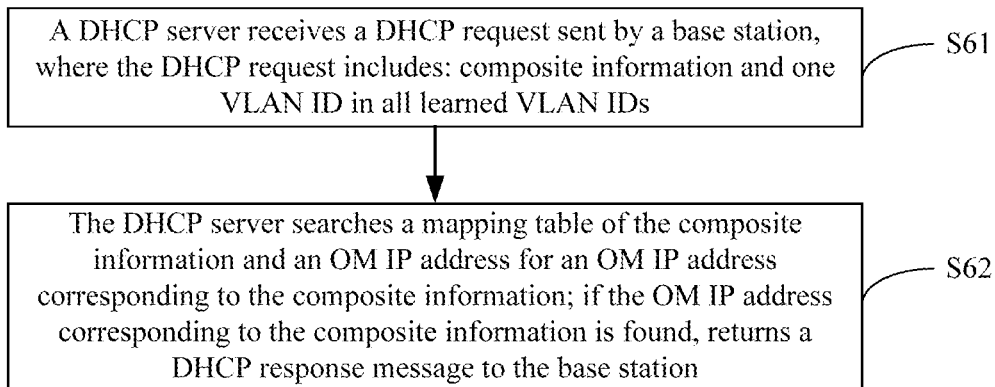 A DHCP server receives a DHCP request sent by a base station,
where the DHCP request includes: composite information and one
VLAN ID in all learned VLAN IDs
S61
The DHCP server searches a mapping table of the composite
information and an OM IP address for an OM IP address
corresponding to the composite information; if the OM IP address
corresponding to the composite information is found, returns a
DHCP response message to the base station
S62